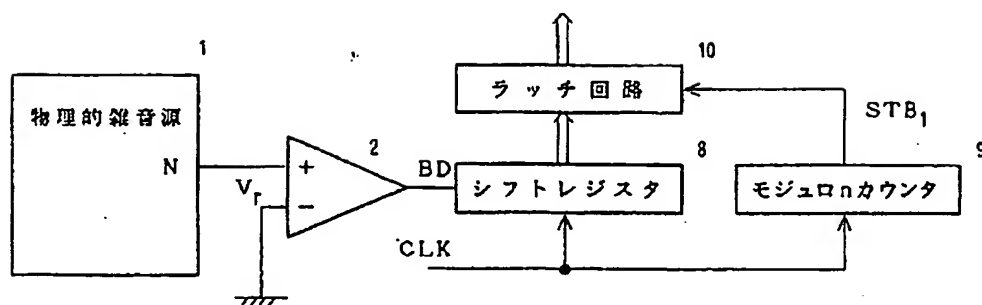 1
物理的雑音源
N
Vr
+
−
2
BD
ラッチ回路
10
シフトレジスタ
8
CLK
STB1
モジュロnカウンタ
9